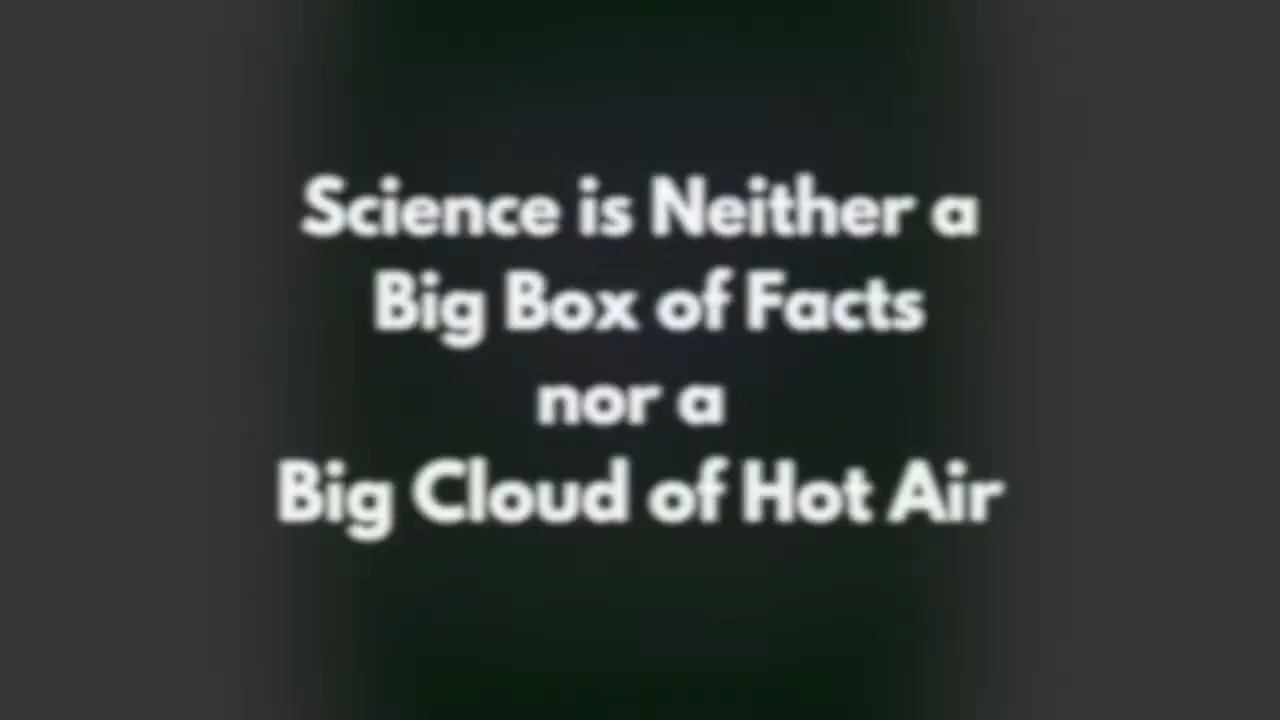 Science is Neither a
Big Box of Facts
nor a
Big Cloud of Hot Air